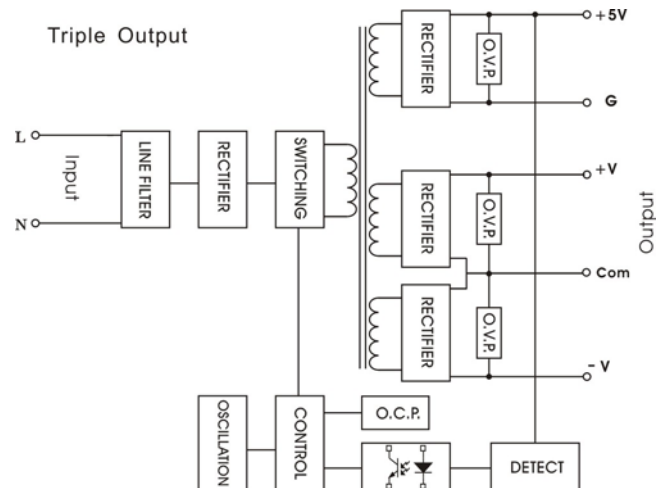 Triple Output
L
Input
N
LINE FILTER
RECTIFIER
SWITCHING
RECTIFIER
O.V.P.
+5V
G
RECTIFIER
O.V.P.
+V
Com
RECTIFIER
O.V.P.
- V
Output
OSCILLATION
CONTROL
O.C.P.
DETECT